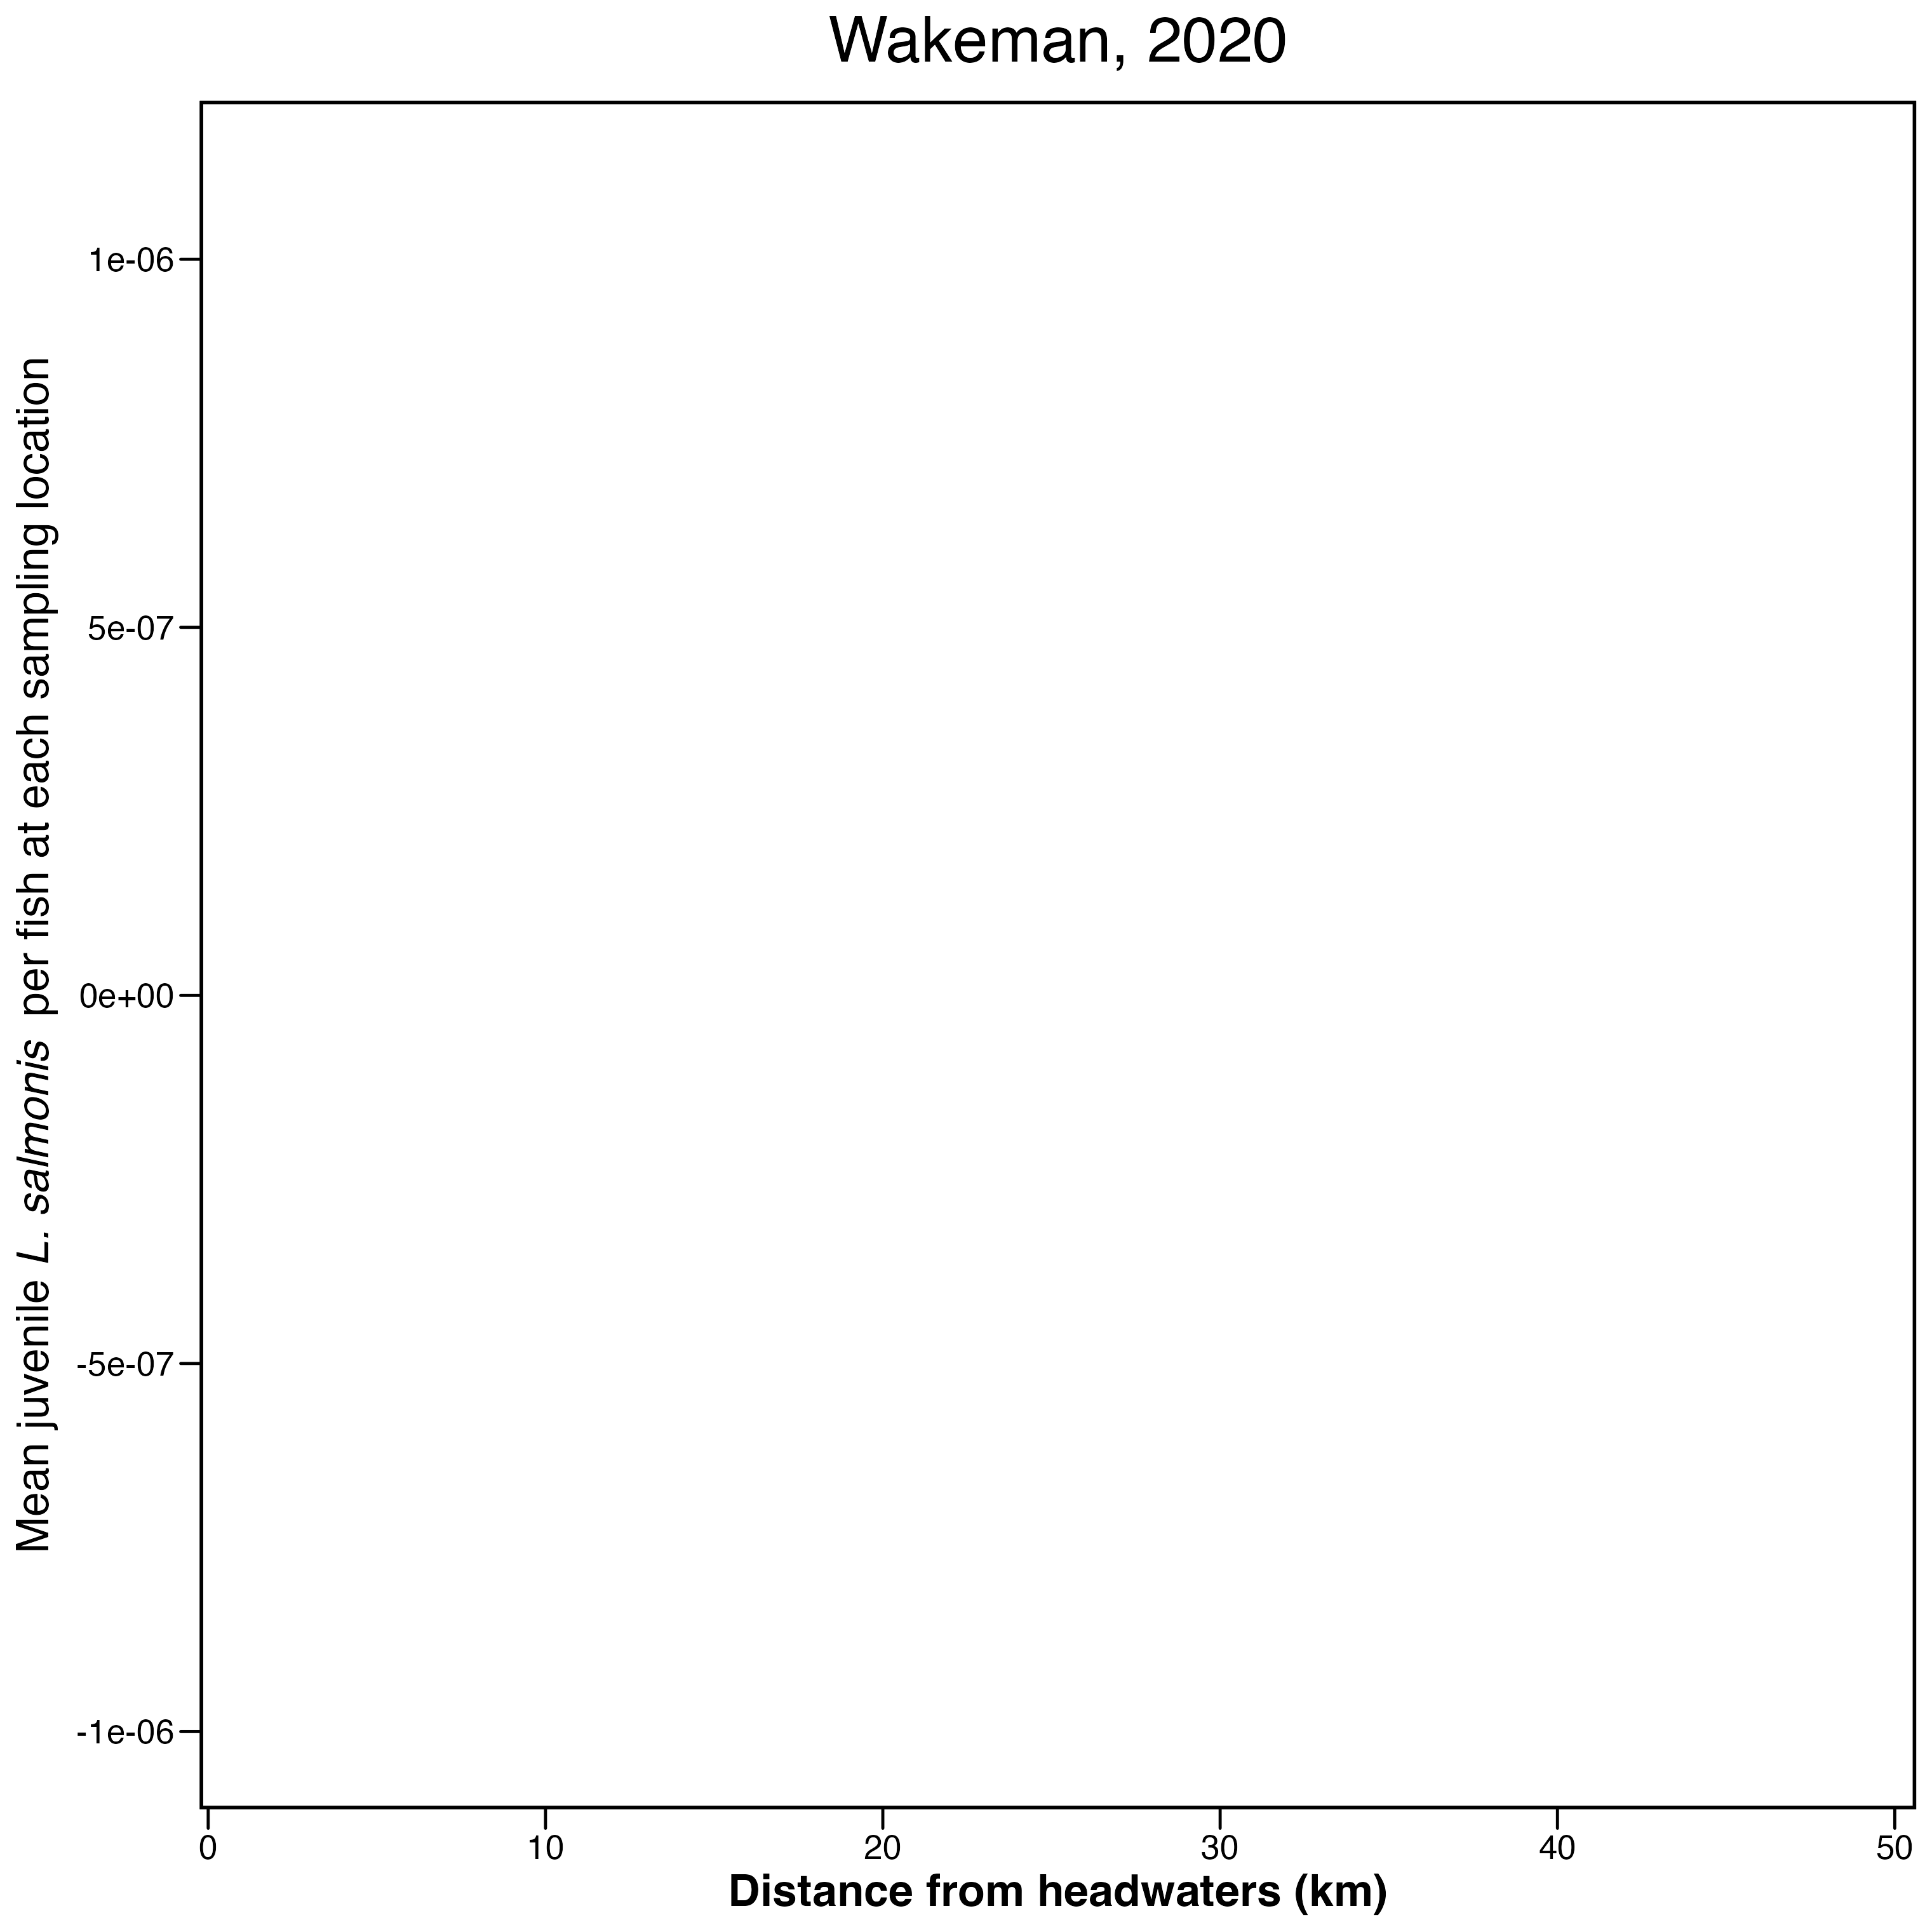 Wakeman, 2020
Mean juvenile L. salmonis per fish at each sampling location
1e-06
5e-07
0e+00
-5e-07
-1e-06
0 10 20 30 40 50
Distance from headwaters (km)